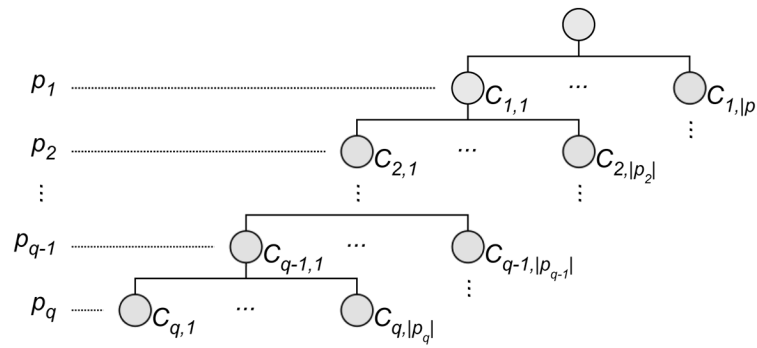 p1 ... C1,1 ... C1,|p
p2 ... C2,1 ... C2,|p2|
pq-1 ... Cq-1,1 ... Cq-1,|pq-1|
pq ... Cq,1 ... Cq,|pq|